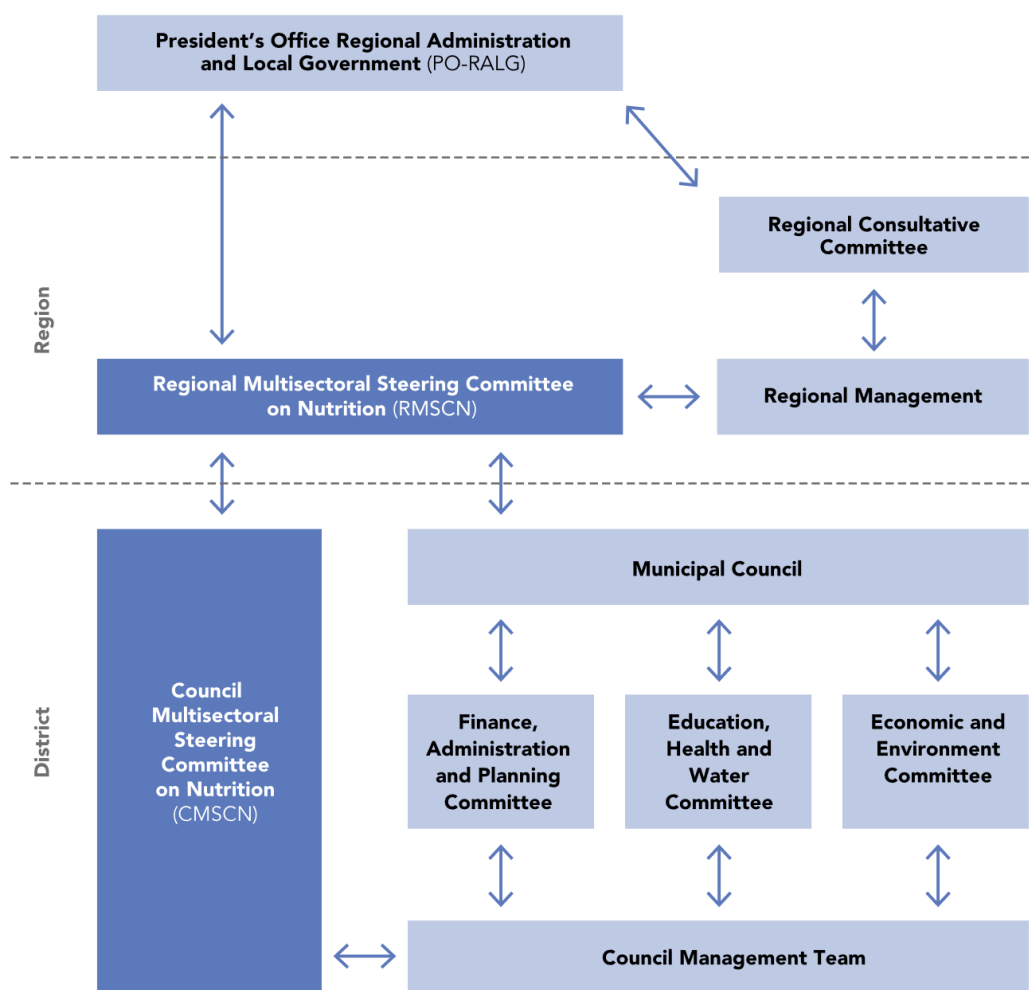 President’s Office Regional Administration
and Local Government (PO-RALG)
Regional Consultative
Committee
Region
Regional Multisectoral Steering Committee
on Nutrition (RMSCN)
Regional Management
Municipal Council
District
Council
Multisectoral
Steering
Committee
on Nutrition
(CMSCN)
Finance,
Administration
and Planning
Committee
Education,
Health and
Water
Committee
Economic and
Environment
Committee
Council Management Team